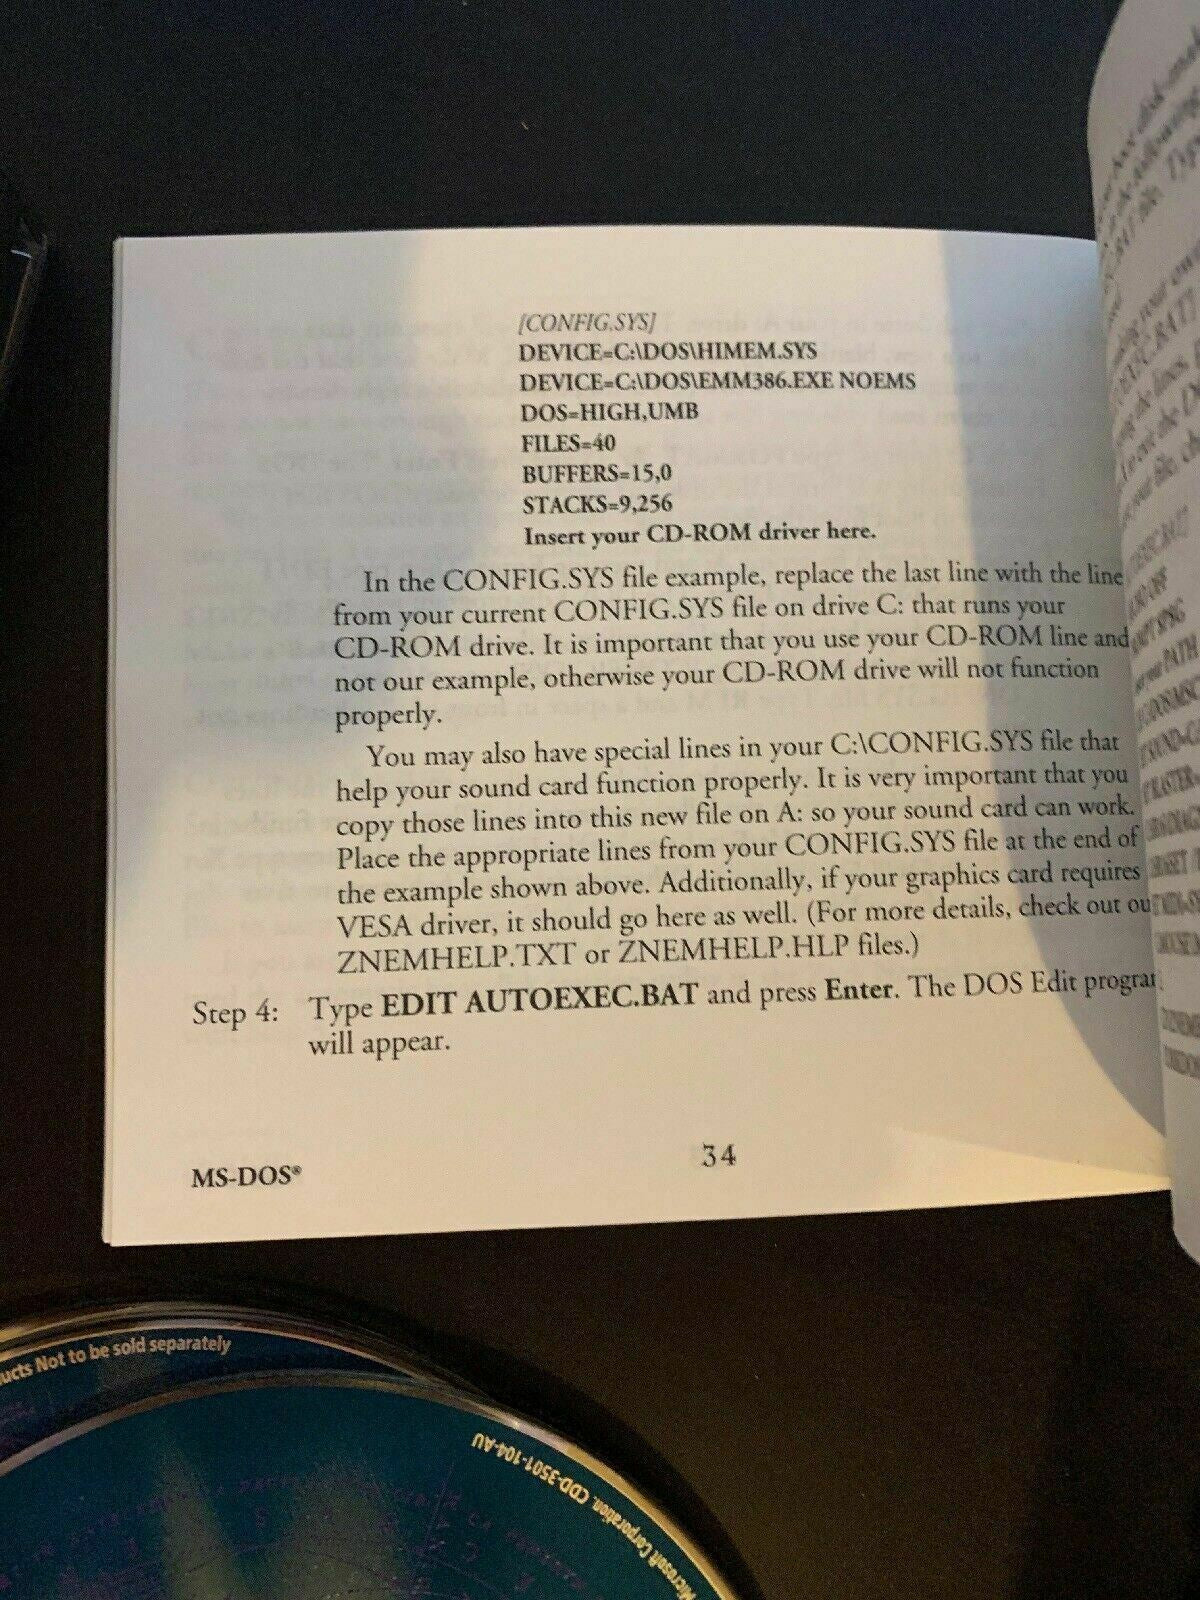 [CONFIG.SYS]
DEVICE=C:\DOS\HIMEM.SYS
DEVICE=C:\DOS\EMM386.EXE NOEMS
DOS=HIGH,UMB
FILES=40
BUFFERS=15,0
STACKS=9,256
Insert your CD-ROM driver here.
In the CONFIG.SYS file example, replace the last line with the line
from your current CONFIG.SYS file on drive C: that runs your
CD-ROM drive. It is important that you use your CD-ROM line and
not our example, otherwise your CD-ROM drive will not function
properly.
You may also have special lines in your C:\CONFIG.SYS file that
help your sound card function properly. It is very important that you
copy those lines into this new file on A: so your sound card can work.
Place the appropriate lines from your CONFIG.SYS file at the end of
the example shown above. Additionally, if your graphics card requires
VESA driver, it should go here as well. (For more details, check out ou
ZNEMHELP.TXT or ZNEMHELP.HLP files.)
Step 4: Type EDIT AUTOEXEC.BAT and press Enter. The DOS Edit progra
will appear.
34
MS-DOS®
ucts Not to be sold separately
Microsoft Corporation. CDD-3501-104-AU